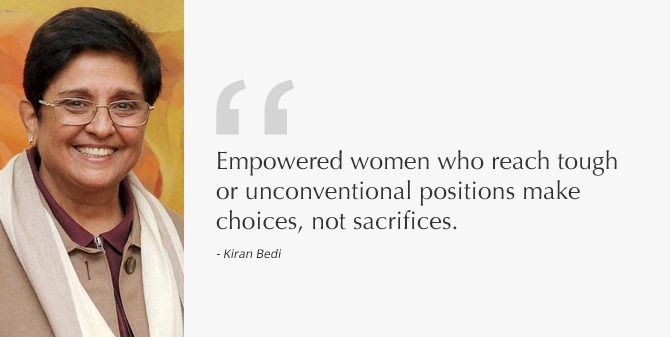 Empowered women who reach tough
or unconventional positions make
choices, not sacrifices.
- Kiran Bedi